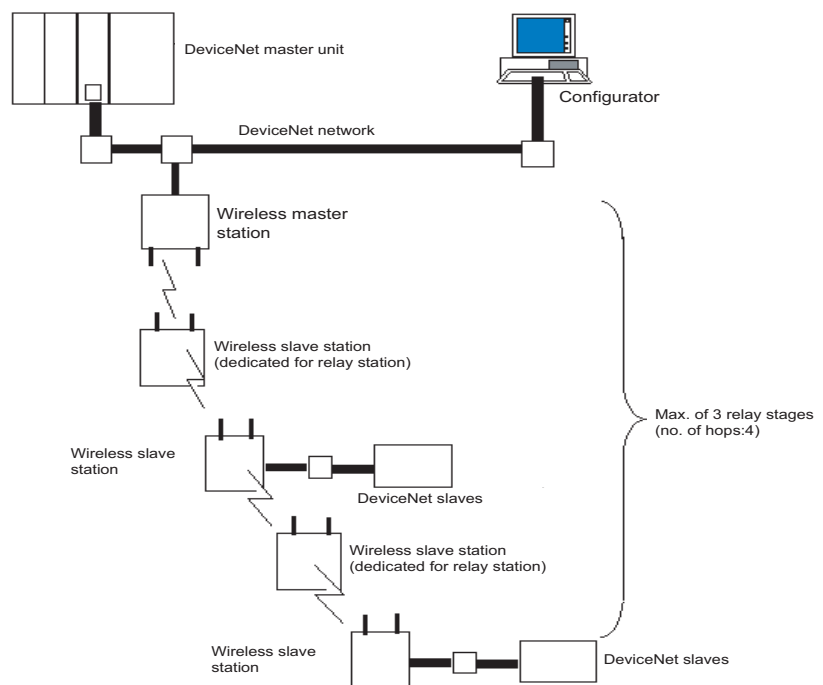 DeviceNet master unit
Configurator
DeviceNet network
Wireless master
station
Wireless slave station
(dedicated for relay station)
Max. of 3 relay stages
(no. of hops:4)
Wireless slave
station
DeviceNet slaves
Wireless slave station
(dedicated for relay station)
Wireless slave
station
DeviceNet slaves